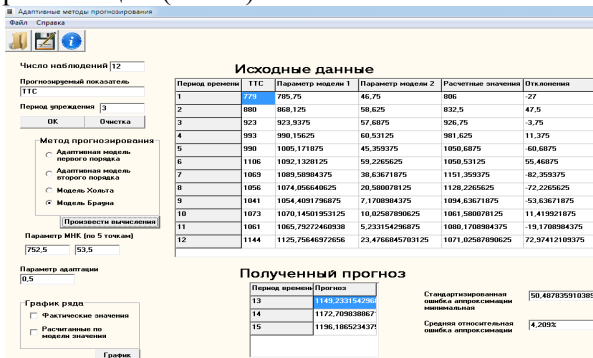 Адаптивные методы прогнозирования
Файл Справка
Число наблюдений 12
Прогнозируемый показатель
ТТС
Период упреждения 3
ОК Очистка
Метод прогнозирования
Адаптивная модель первого порядка
Адаптивная модель второго порядка
Модель Хольта
Модель Брауна
Произвести вычисления
Параметр МНК (по 5 точкам)
752,5 53,5
Параметр адаптации
0,5
График ряда
Фактические значения
Расчитанные по модели значения
График
Исходные данные
Период времени ТТС Параметр модели 1 Параметр модели 2 Расчетные значения Отклонения
1 779 785,75 46,75 806 -27
2 880 868,125 58,625 832,5 47,5
3 923 923,9375 57,6875 926,75 -3,75
4 993 990,15625 60,53125 981,625 11,375
5 990 1005,171875 45,359375 1050,6875 -60,6875
6 1106 1092,1328125 59,2265625 1050,53125 55,46875
7 1069 1089,58984375 38,63671875 1151,359375 -82,359375
8 1056 1074,056640625 20,580078125 1128,2265625 -72,2265625
9 1041 1054,4091796875 7,1708984375 1094,63671875 -53,63671875
10 1073 1070,14501953125 10,02587890625 1061,580078125 11,419921875
11 1061 1065,79272460938 5,233154296875 1080,1708984375 -19,1708984375
12 1144 1125,75646972656 23,4766845703125 1071,02587890625 72,97412109375
Полученный прогноз
Период времени Прогноз
13 1149,2331542968
14 1172,7098388671
15 1196,1865234375
Стандартизированная ошибка аппроксимации минимальная 50,487835910389
Средняя относительная ошибка аппроксимации 4,209%